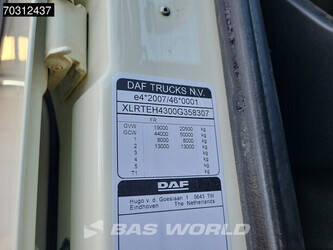 70312437
DAF TRUCKS N.V.
e4*2007/46*0001
XLRTEH4300G358307
FR
GVW 19000 20500 kg
GCW 44000 50000 kg
1 8000 8000 kg
2 13000 13000 kg
3 kg
4 kg
5 kg
T1 kg
DAF
Hugo v. d. Goeslaan 1 5643 TW
Eindhoven The Netherlands
BAS WORLD